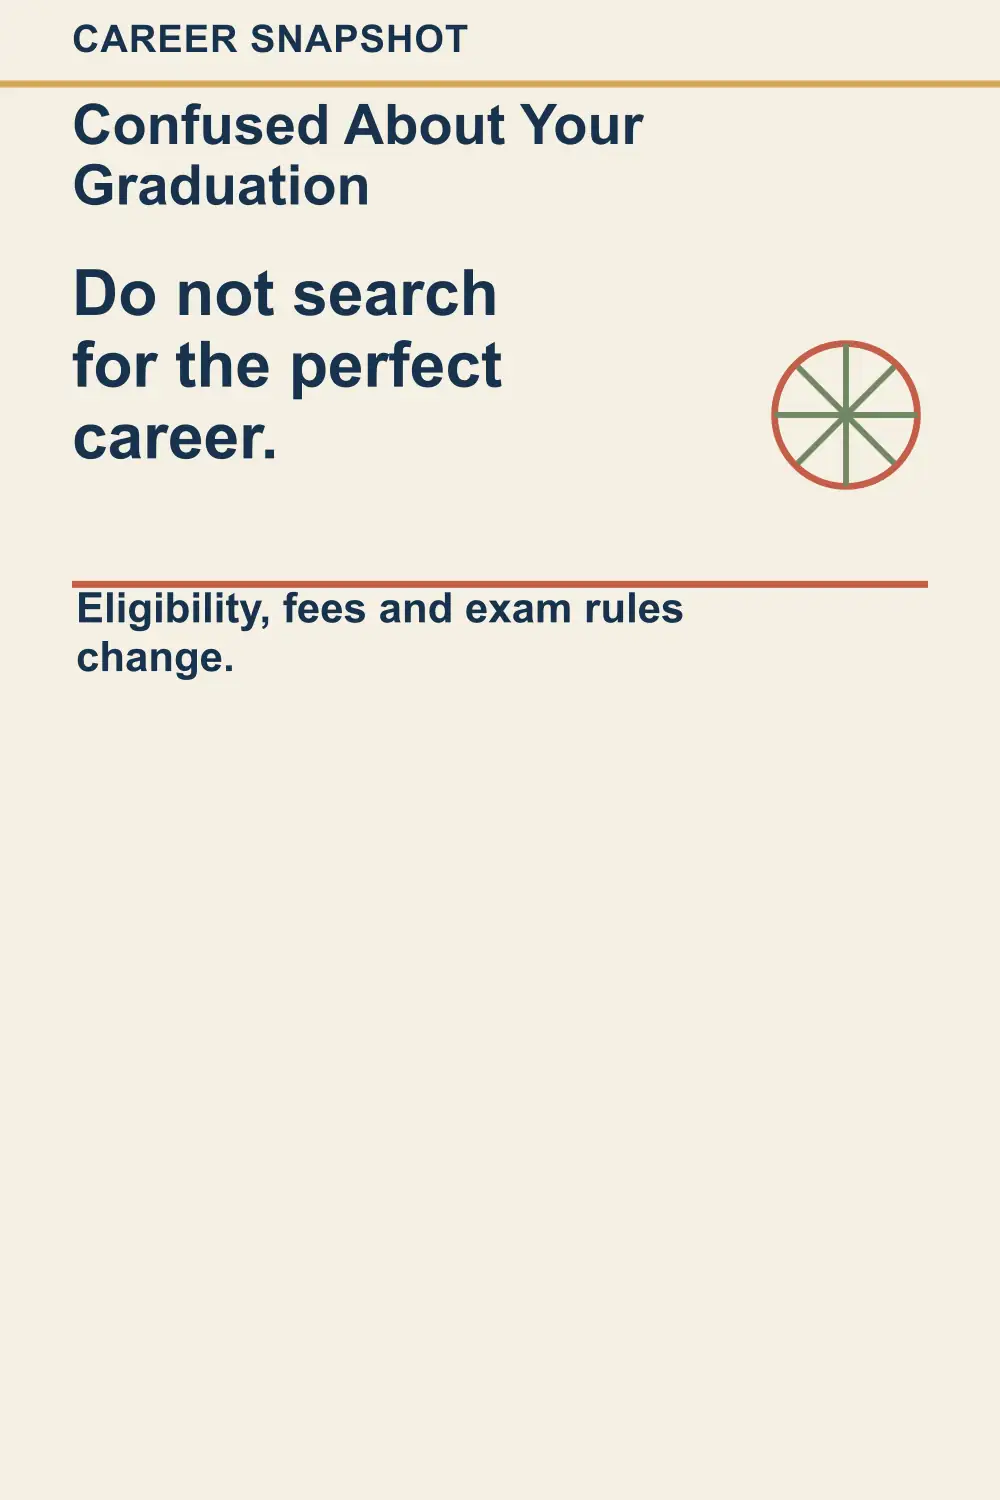 CAREER SNAPSHOT
Confused About Your
Graduation
Do not search
for the perfect
career.
Eligibility, fees and exam rules
change.